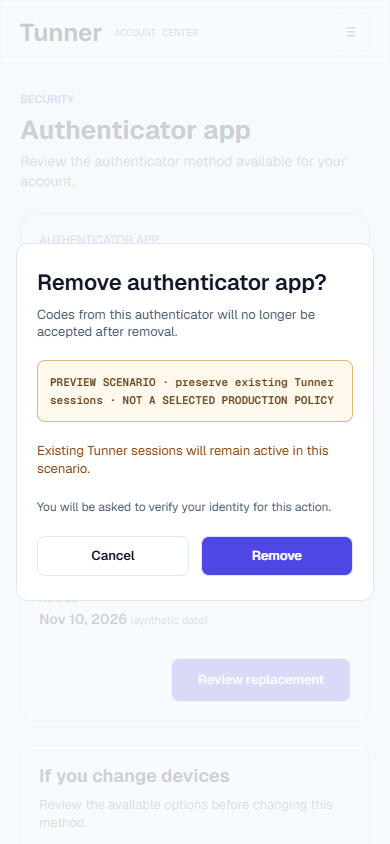 Tunner ACCOUNT CENTER
SECURITY
Authenticator app
Review the authenticator method available for your
account.
AUTHENTICATOR APP
Remove authenticator app?
Codes from this authenticator will no longer be
accepted after removal.
PREVIEW SCENARIO · preserve existing Tunner
sessions · NOT A SELECTED PRODUCTION POLICY
Existing Tunner sessions will remain active in this
scenario.
You will be asked to verify your identity for this action.
Cancel Remove
Nov 10, 2026 (synthetic date)
Review replacement
If you change devices
Review the available options before changing this
method.